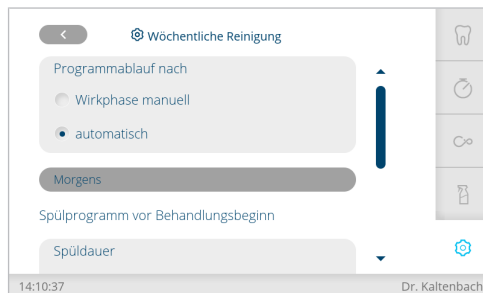 Wöchentliche Reinigung
Programmablauf nach
Wirkphase manuell
automatisch
Morgens
Spülprogramm vor Behandlungsbeginn
Spüldauer
14:10:37 Dr. Kaltenbach